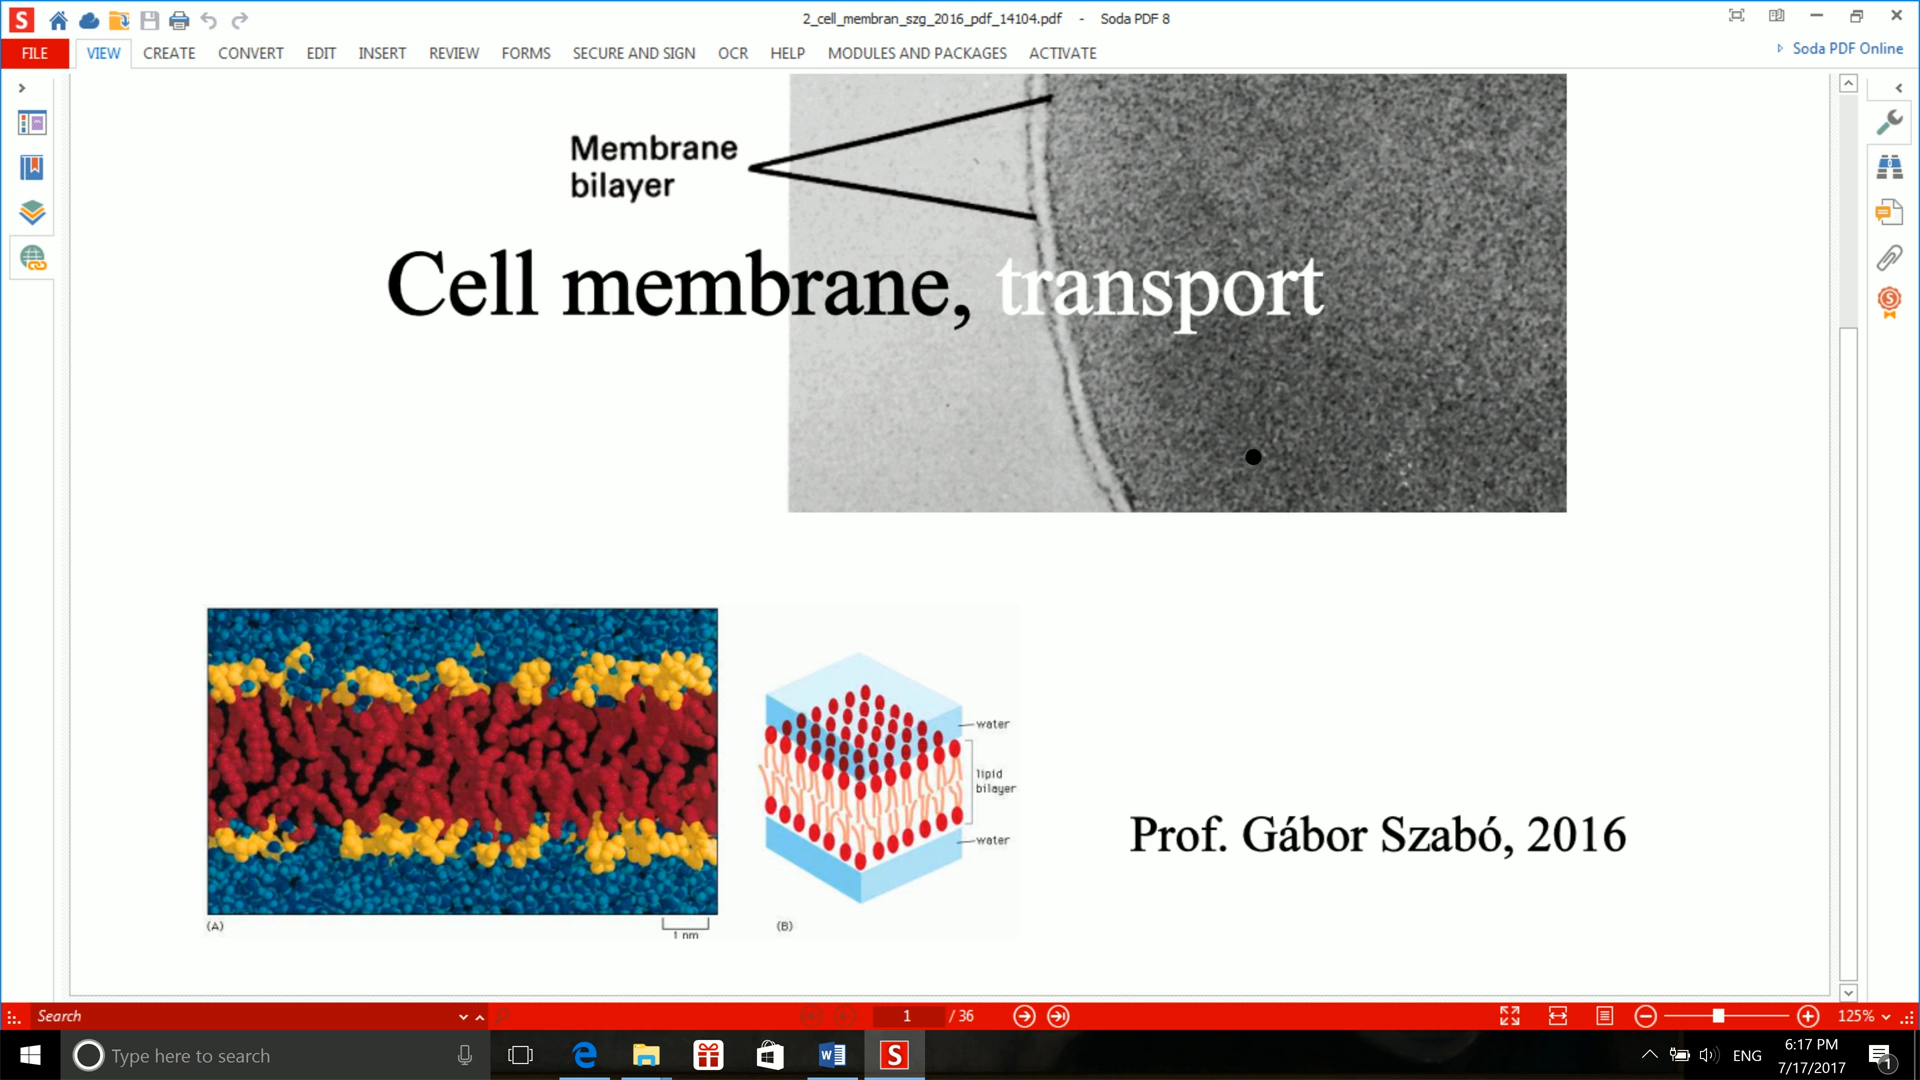 2_cell_membran_szg_2016_pdf_14104.pdf - Soda PDF 8
FILE VIEW CREATE CONVERT EDIT INSERT REVIEW FORMS SECURE AND SIGN OCR HELP MODULES AND PACKAGES ACTIVATE
Soda PDF Online
Membrane
bilayer
Cell membrane, transport
water
lipid
bilayer
water
(A)
1 nm
(B)
Prof. Gábor Szabó, 2016
Search
1 / 36
125%
Type here to search
ENG
6:17 PM
7/17/2017
1